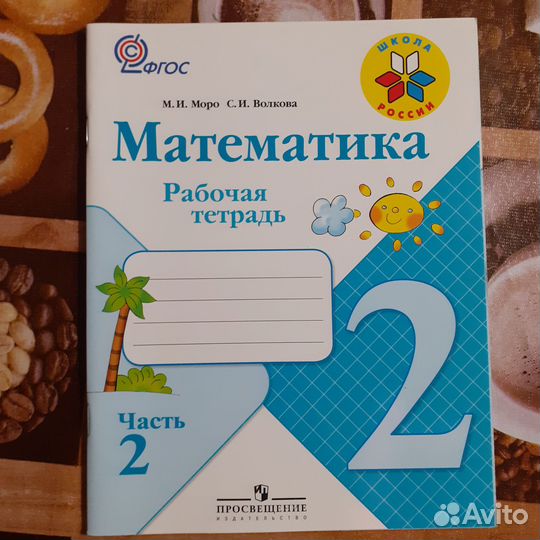 ФГОС
ШКОЛА
РОССИИ
М. И. Моро С. И. Волкова
Математика
Рабочая
тетрадь
2
Часть
2
ПРОСВЕЩЕНИЕ
ИЗДАТЕЛЬСТВО
Avito